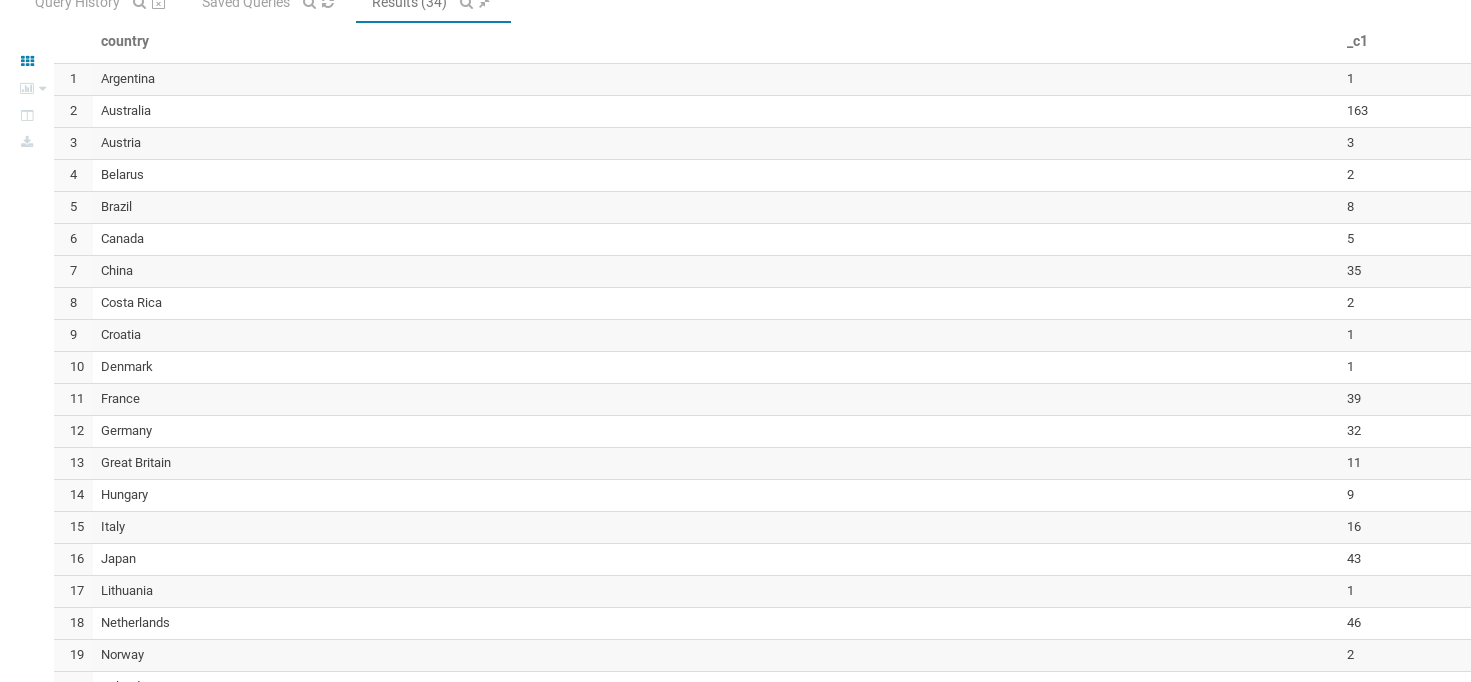 Query History Saved Queries Results (34)
country _c1
1 Argentina 1
2 Australia 163
3 Austria 3
4 Belarus 2
5 Brazil 8
6 Canada 5
7 China 35
8 Costa Rica 2
9 Croatia 1
10 Denmark 1
11 France 39
12 Germany 32
13 Great Britain 11
14 Hungary 9
15 Italy 16
16 Japan 43
17 Lithuania 1
18 Netherlands 46
19 Norway 2